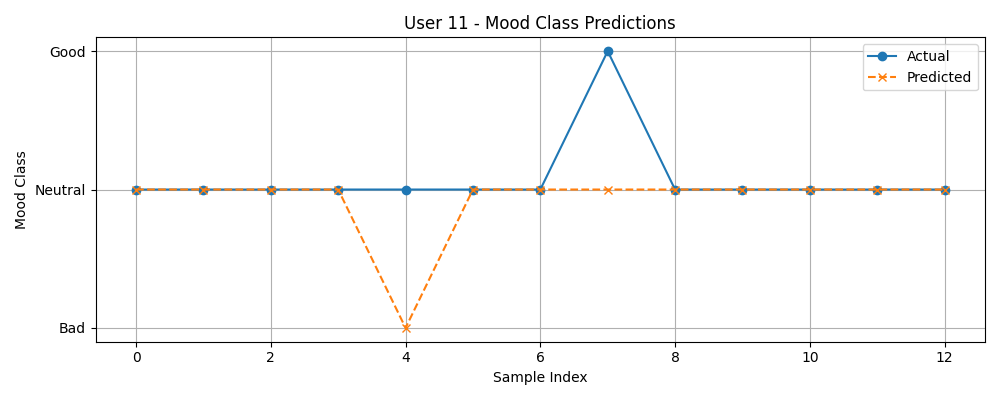 User 11 - Mood Class Predictions
Actual
Predicted
Good
Neutral
Bad
Mood Class
0 2 4 6 8 10 12
Sample Index